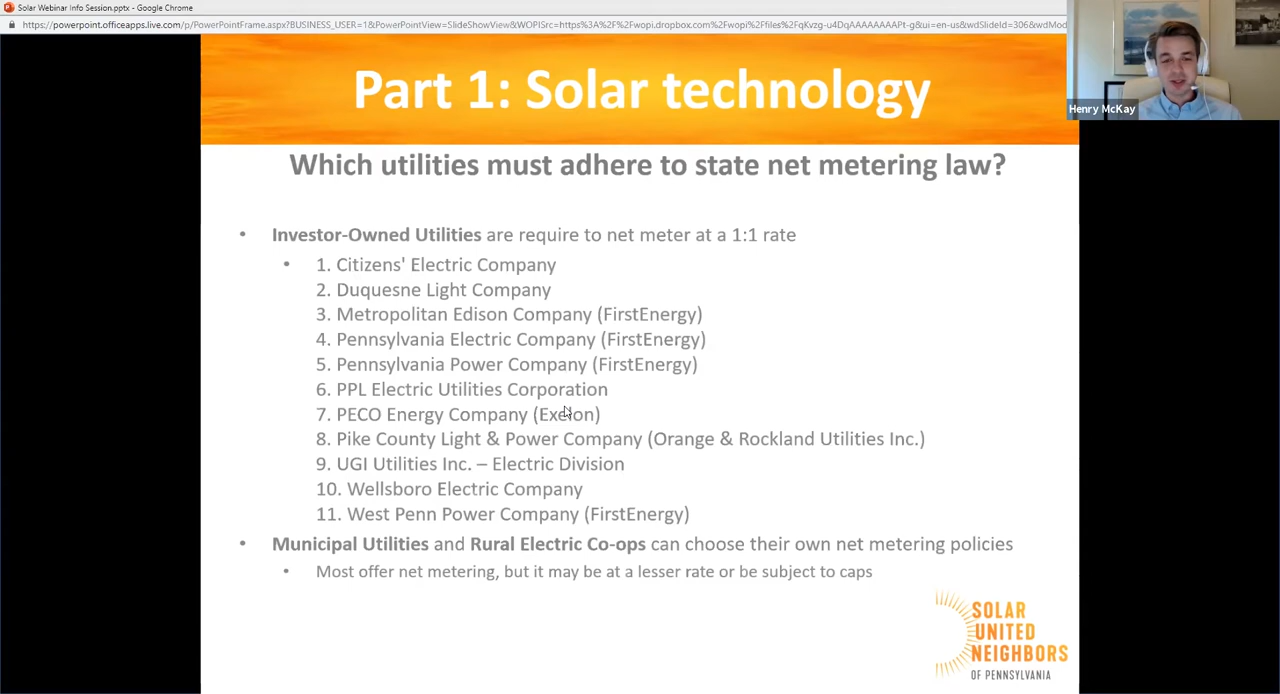 Solar Webinar Info Session.pptx - Google Chrome
https://powerpoint.officeapps.live.com/p/PowerPointFrame.aspx?BUSINESS_USER=1&PowerPointView=SlideShowView&WOPISrc=https%3A%2F%2Fwopi.dropbox.com%2Fwopi%2Ffiles%2FqKvzg-u4DqAAAAAAAAPt-g&ui=en-us&wdSlideId=306&wdMod
Henry McKay
Part 1: Solar technology
Which utilities must adhere to state net metering law?
• Investor-Owned Utilities are require to net meter at a 1:1 rate
• 1. Citizens' Electric Company
2. Duquesne Light Company
3. Metropolitan Edison Company (FirstEnergy)
4. Pennsylvania Electric Company (FirstEnergy)
5. Pennsylvania Power Company (FirstEnergy)
6. PPL Electric Utilities Corporation
7. PECO Energy Company (Exelon)
8. Pike County Light & Power Company (Orange & Rockland Utilities Inc.)
9. UGI Utilities Inc. – Electric Division
10. Wellsboro Electric Company
11. West Penn Power Company (FirstEnergy)
• Municipal Utilities and Rural Electric Co-ops can choose their own net metering policies
• Most offer net metering, but it may be at a lesser rate or be subject to caps
SOLAR
UNITED
NEIGHBORS
OF PENNSYLVANIA